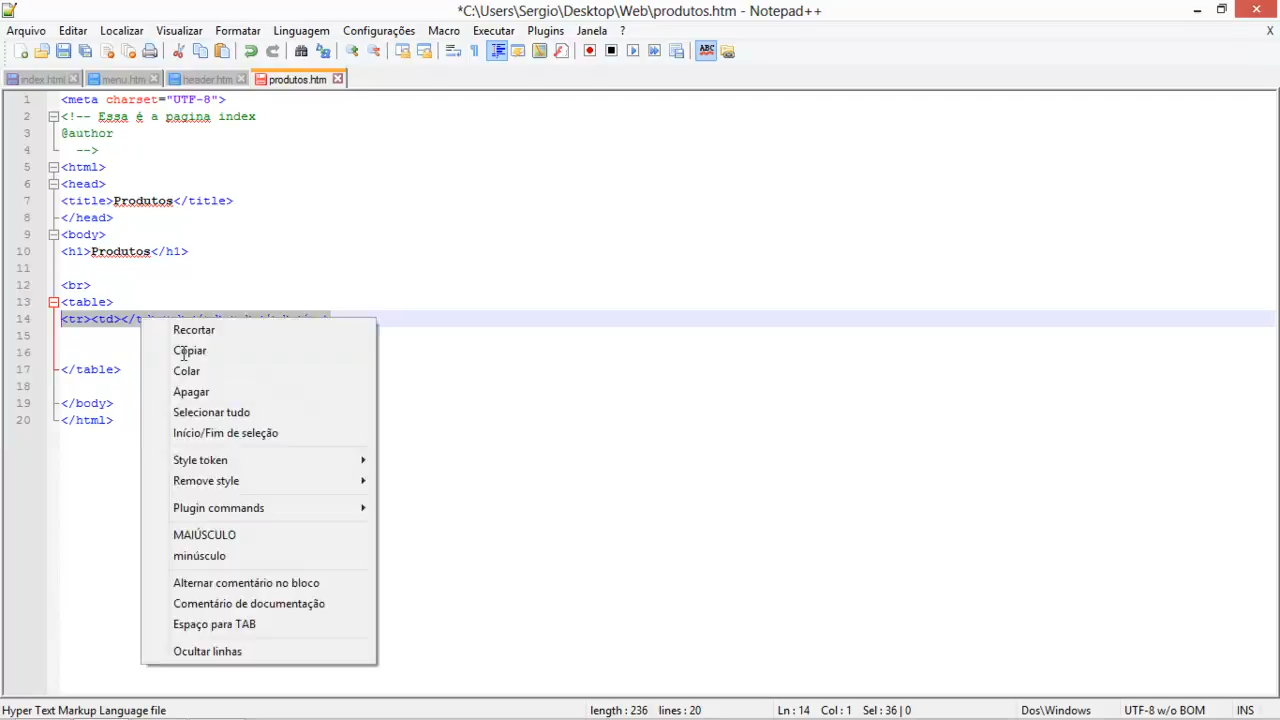 *C:\Users\Sergio\Desktop\Web\produtos.htm - Notepad++
Arquivo Editar Localizar Visualizar Formatar Linguagem Configurações Macro Executar Plugins Janela ? X
index.html menu.htm header.htm produtos.htm
1 <meta charset="UTF-8">
2 <!-- Essa é a pagina index
3 @author
4 -->
5 <html>
6 <head>
7 <title>Produtos</title>
8 </head>
9 <body>
10 <h1>Produtos</h1>
11
12 <br>
13 <table>
14 <tr><td></t
15
16
17 </table>
18
19 </body>
20 </html>
Recortar
Copiar
Colar
Apagar
Selecionar tudo
Início/Fim de seleção
Style token
Remove style
Plugin commands
MAIÚSCULO
minúsculo
Alternar comentário no bloco
Comentário de documentação
Espaço para TAB
Ocultar linhas
Hyper Text Markup Language file length : 236 lines : 20 Ln : 14 Col : 1 Sel : 36 | 0 Dos\Windows UTF-8 w/o BOM INS